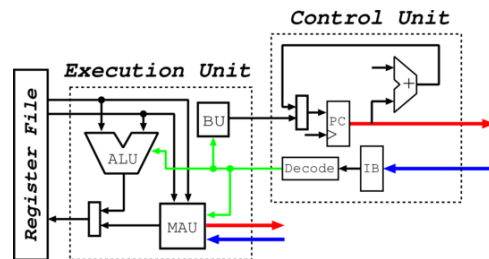 Control Unit
Execution Unit
Register File
BU
PC
+
ALU
Decode
IB
MAU